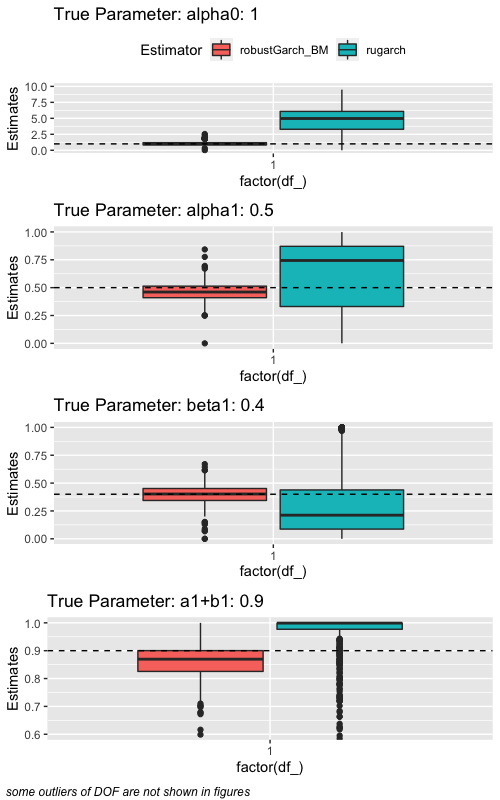 True Parameter: alpha0: 1
Estimator robustGarch_BM rugarch
10.0
7.5
5.0
2.5
0.0
Estimates
1
factor(df_)
True Parameter: alpha1: 0.5
1.00
0.75
0.50
0.25
0.00
Estimates
1
factor(df_)
True Parameter: beta1: 0.4
1.00
0.75
0.50
0.25
0.00
Estimates
1
factor(df_)
True Parameter: a1+b1: 0.9
1.0
0.9
0.8
0.7
0.6
Estimates
1
factor(df_)
some outliers of DOF are not shown in figures